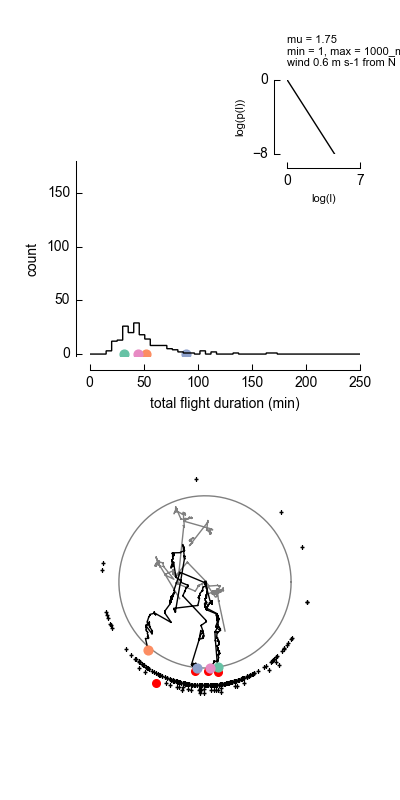 mu = 1.75
min = 1, max = 1000_m
wind 0.6 m s-1 from N
0
log(p(l))
−8
0
7
log(l)
150
100
50
0
count
0
50
100
150
200
250
total flight duration (min)